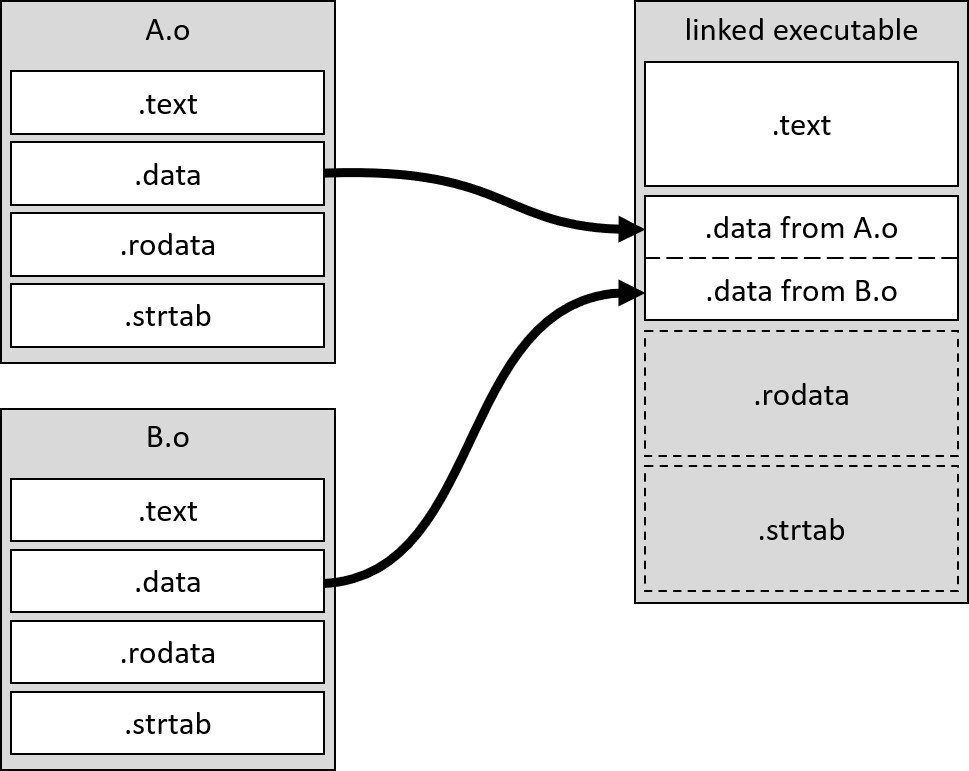 A.o
.text
.data
.rodata
.strtab
B.o
.text
.data
.rodata
.strtab
linked executable
.text
.data from A.o
.data from B.o
.rodata
.strtab